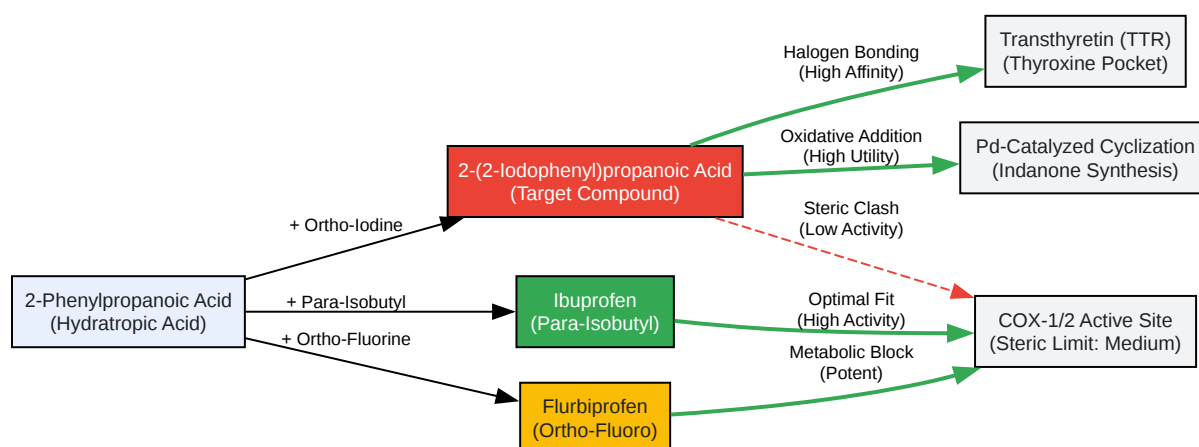 Transthyretin (TTR)
(Thyroxine Pocket)
Halogen Bonding
(High Affinity)
Oxidative Addition
(High Utility)
Pd-Catalyzed Cyclization
(Indanone Synthesis)
2-(2-Iodophenyl)propanoic Acid
(Target Compound)
Steric Clash
(Low Activity)
+ Ortho-Iodine
2-Phenylpropanoic Acid
(Hydratropic Acid)
+ Para-Isobutyl
Ibuprofen
(Para-Isobutyl)
Optimal Fit
(High Activity)
COX-1/2 Active Site
(Steric Limit: Medium)
+ Ortho-Fluorine
Metabolic Block
(Potent)
Flurbiprofen
(Ortho-Fluoro)